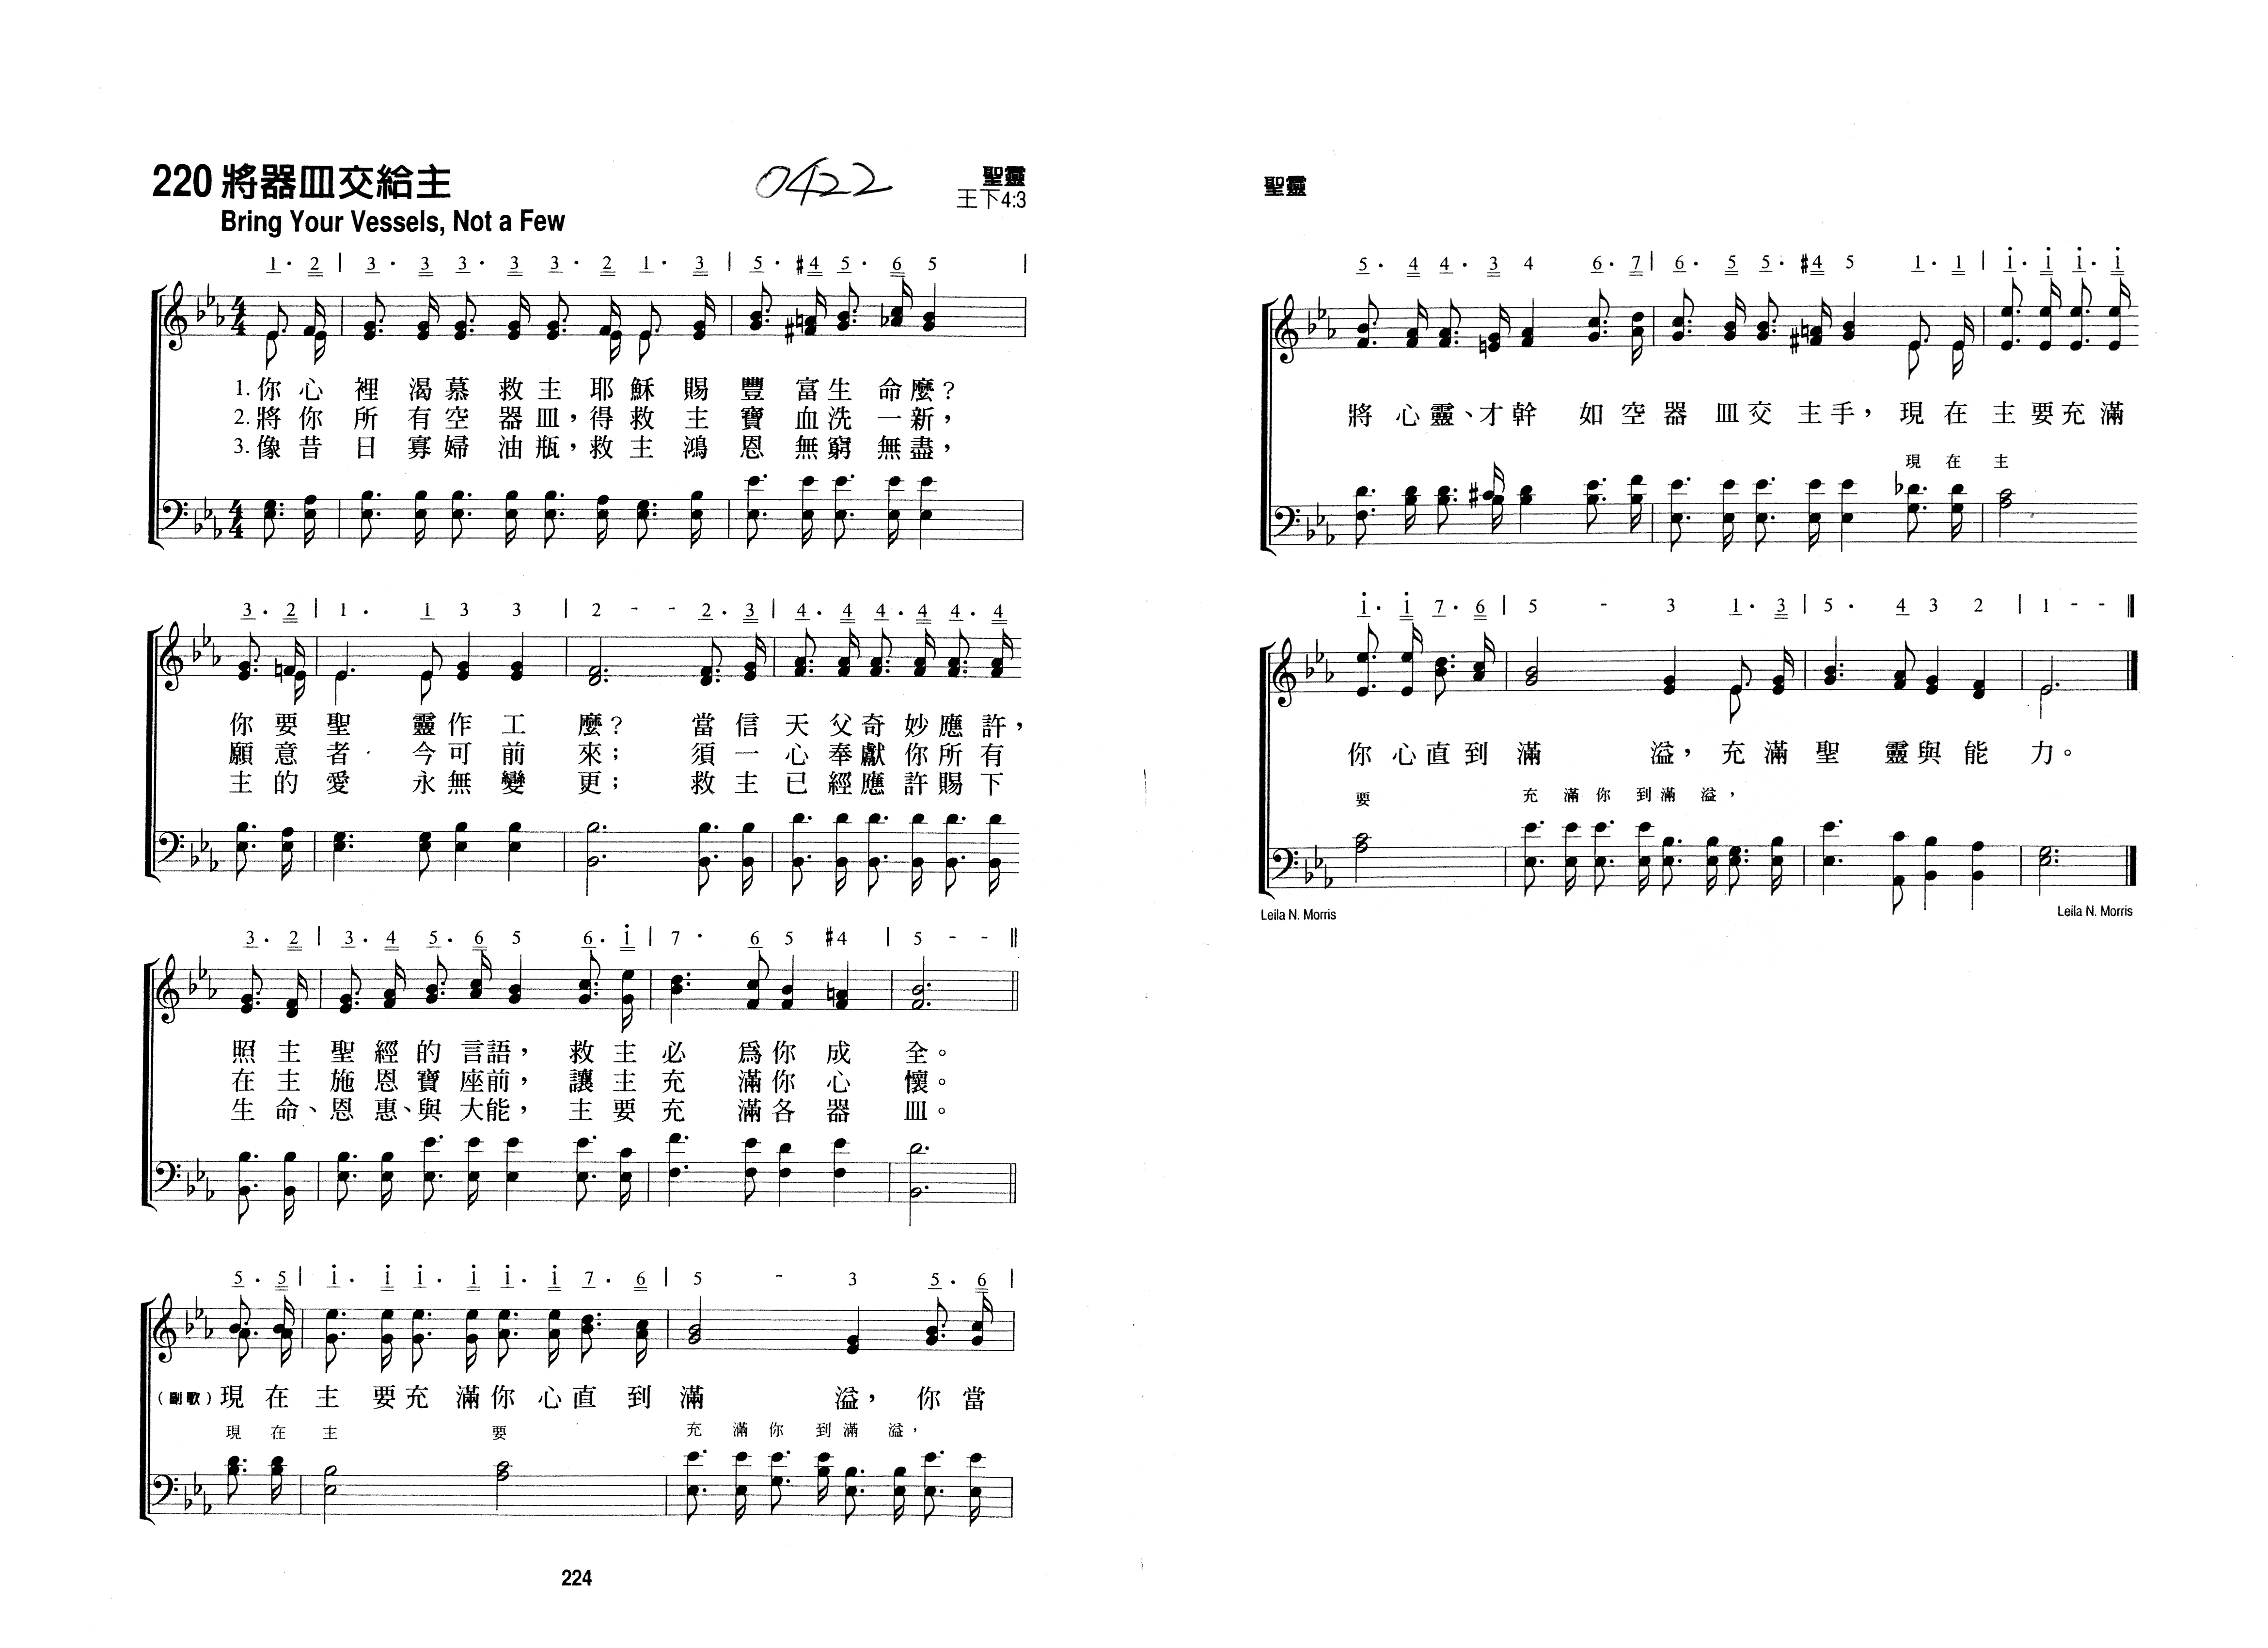 220 將器皿交給主
0422
聖靈
王下4:3
Bring Your Vessels, Not a Few
1· 2 | 3· 3 3· 3 3· 2 1· 3 | 5· #4 5· 6 5 |
1. 你心裡渴慕救主耶穌賜豐富生命麼?
2. 將你所有空器皿,得救主寶血洗一新,
3. 像昔日寡婦油瓶,救主鴻恩無窮無盡,
3· 2 | 1· 1 3 3 | 2 - - 2· 3 | 4· 4 4· 4 4· 4
你要聖靈作工麼?當信天父奇妙應許,
願意者今可前來;須一心奉獻你所有
主的愛永無變更;救主已經應許賜下
3· 2 | 3· 4 5· 6 5 6· i | 7· 6 5 #4 | 5 - - ||
照主聖經的言語,救主必為你成全。
在主施恩寶座前,讓主充滿你心懷。
生命、恩惠、與大能,主要充滿各器皿。
5· 5 | i· i i· i i· i 7· 6 | 5 - 3 5· 6 |
(副歌)現在主要充滿你心直到滿溢,你當
現在主要充滿你到滿溢,
224
聖靈
5· 4 4· 3 4 6· 7 | 6· 5 5· #4 5 1· 1 | i· i i· i
將心靈、才幹如空器皿交主手,現在主要充滿
現在主
i· i 7· 6 | 5 - 3 1· 3 | 5· 4 3 2 | 1 - - ||
你心直到滿溢,充滿聖靈與能力。
要充滿你到滿溢,
Leila N. Morris
Leila N. Morris